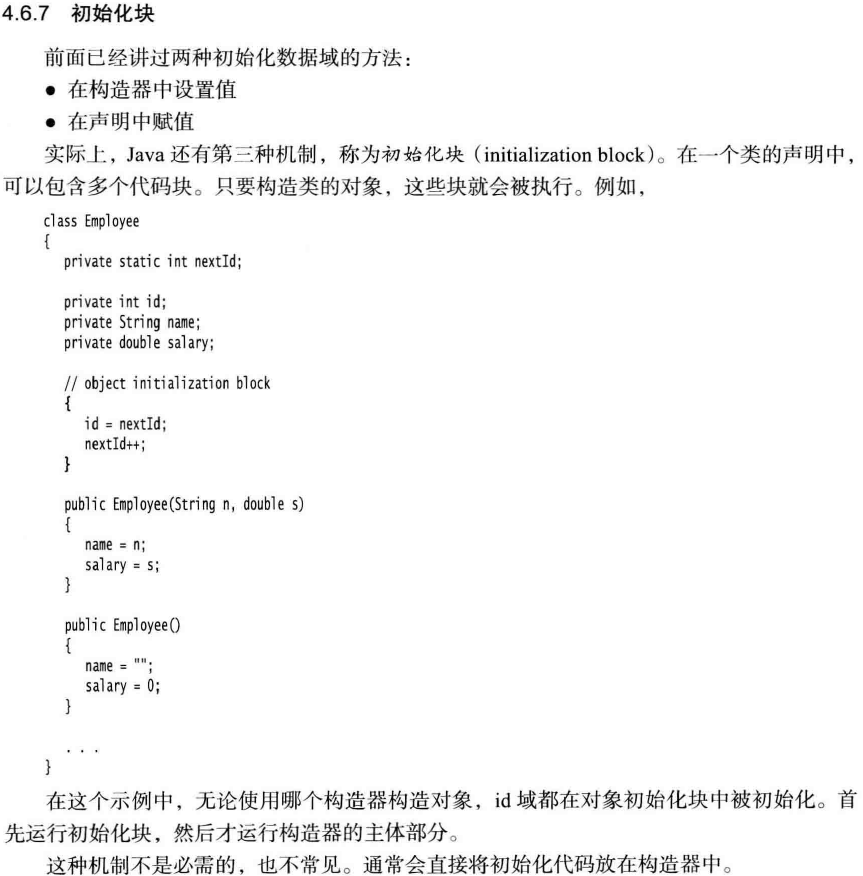 4.6.7 初始化块
前面已经讲过两种初始化数据域的方法：
● 在构造器中设置值
● 在声明中赋值
实际上，Java 还有第三种机制，称为初始化块（initialization block）。在一个类的声明中，
可以包含多个代码块。只要构造类的对象，这些块就会被执行。例如，
class Employee
{
private static int nextId;
private int id;
private String name;
private double salary;
// object initialization block
{
id = nextId;
nextId++;
}
public Employee(String n, double s)
{
name = n;
salary = s;
}
public Employee()
{
name = "";
salary = 0;
}
. . .
}
在这个示例中，无论使用哪个构造器构造对象，id 域都在对象初始化块中被初始化。首
先运行初始化块，然后才运行构造器的主体部分。
这种机制不是必需的，也不常见。通常会直接将初始化代码放在构造器中。